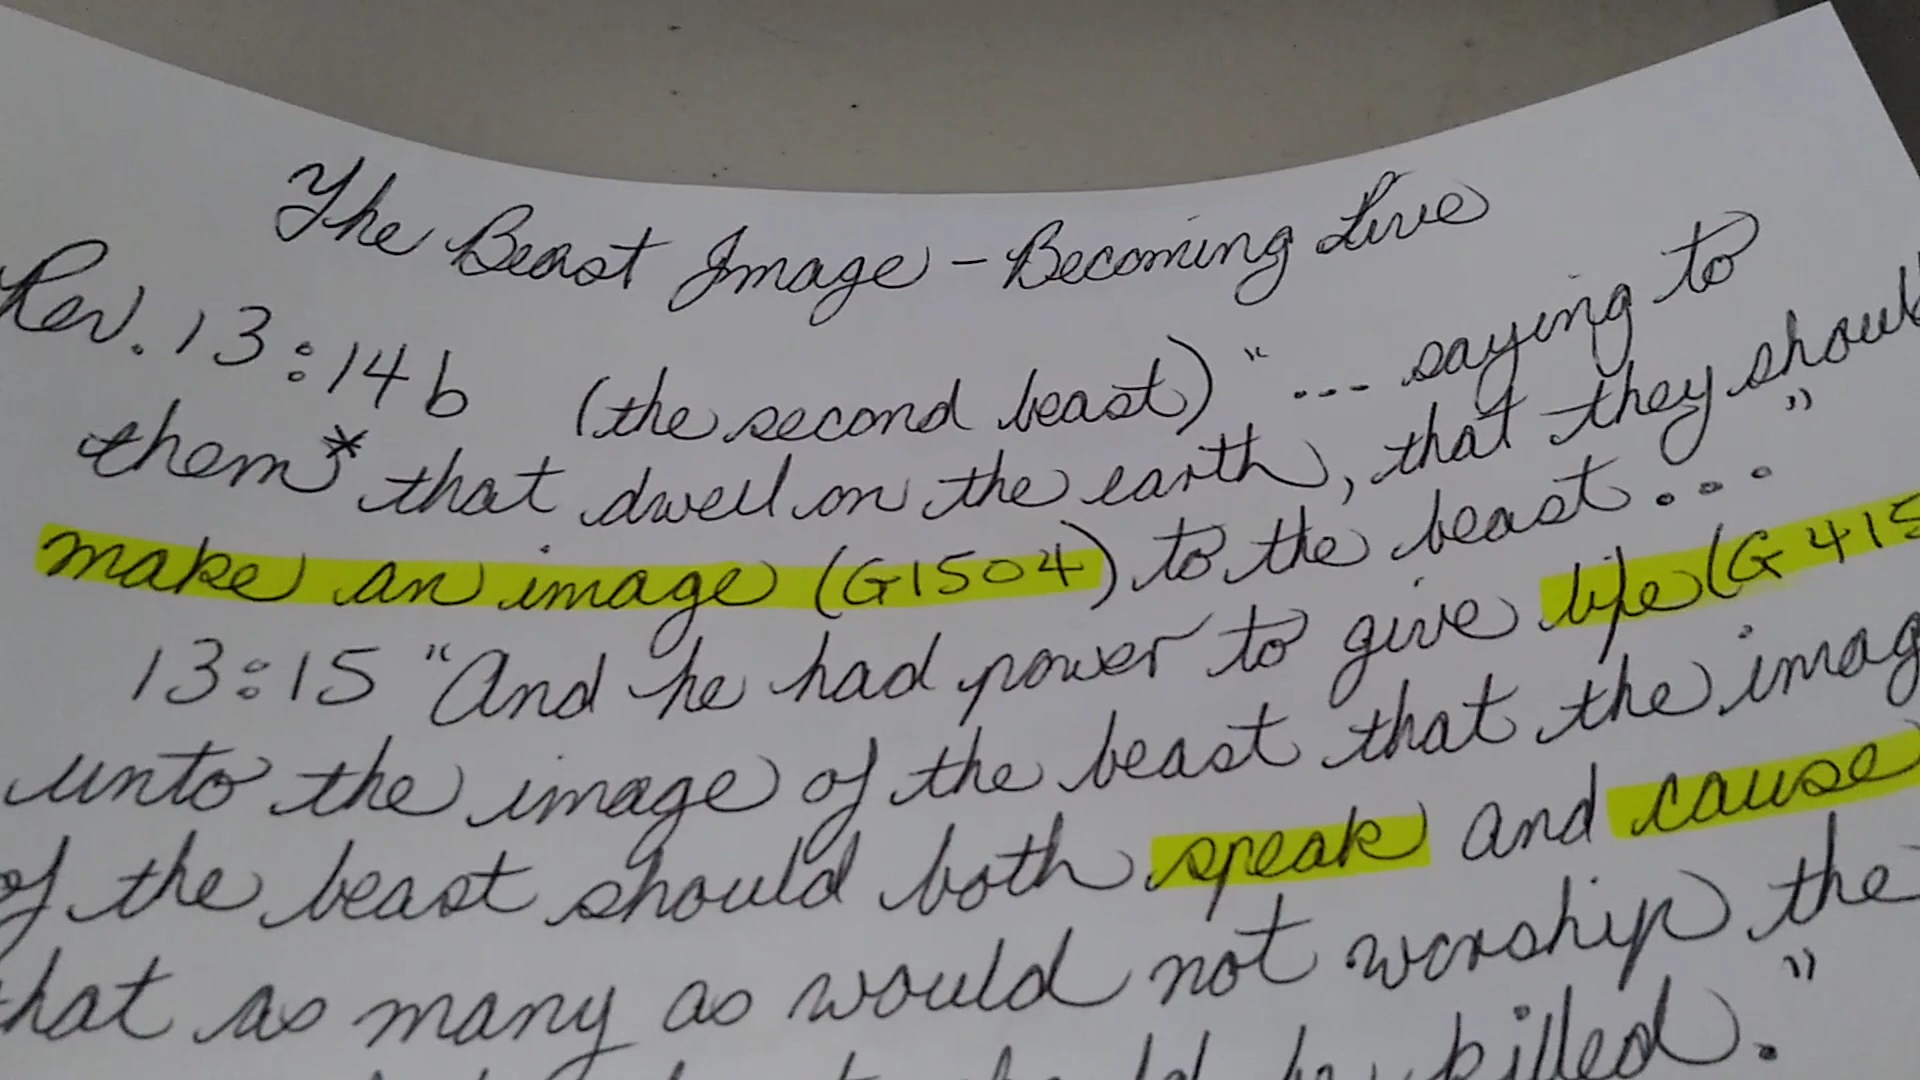 The Beast Image - Becoming Live
Rev. 13:14b (the second beast) "... saying to
them* that dwell on the earth, that they should
make an image (G1504) to the beast..."
13:15 "And he had power to give life (G415
unto the image of the beast that the imag
of the beast should both speak and cause
that as many as would not worship the
killed."